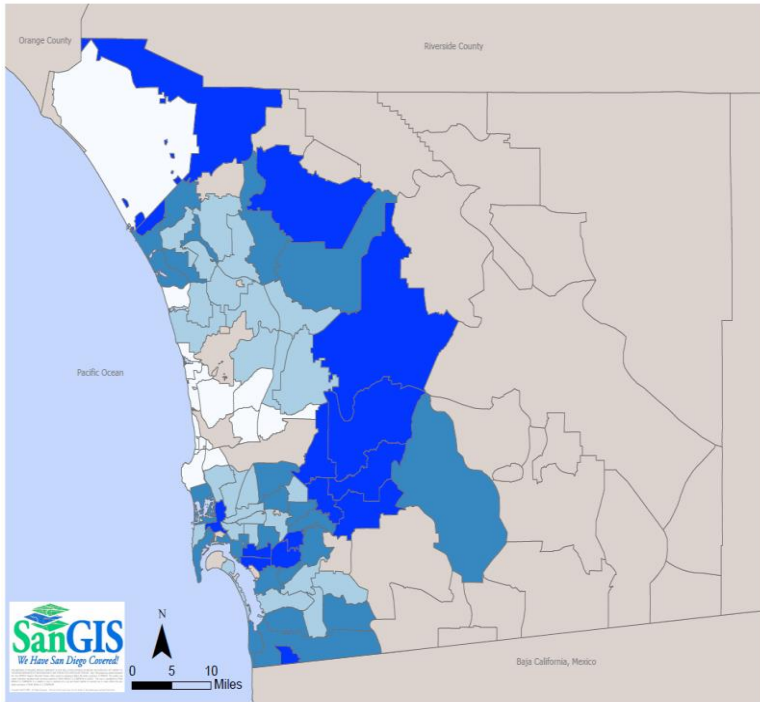 Orange County
Riverside County
Pacific Ocean
SanGIS
We Have San Diego Covered!
N
0 5 10
Miles
Baja California, Mexico